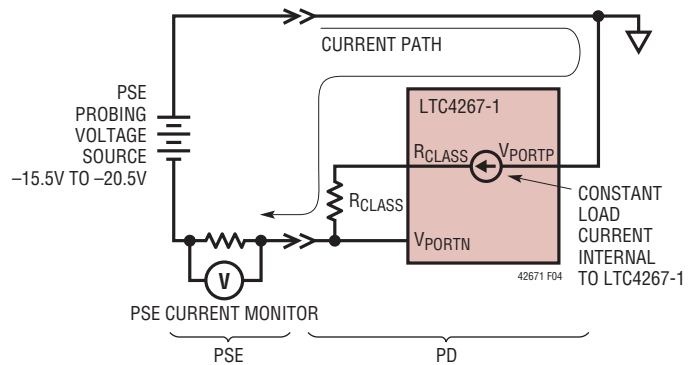 CURRENT PATH
PSE
PROBING
VOLTAGE
SOURCE
–15.5V TO –20.5V
LTC4267-1
RCLASS
VPORTP
RCLASS
VPORTN
CONSTANT
LOAD
CURRENT
INTERNAL
TO LTC4267-1
42671 F04
V
PSE CURRENT MONITOR
PSE
PD